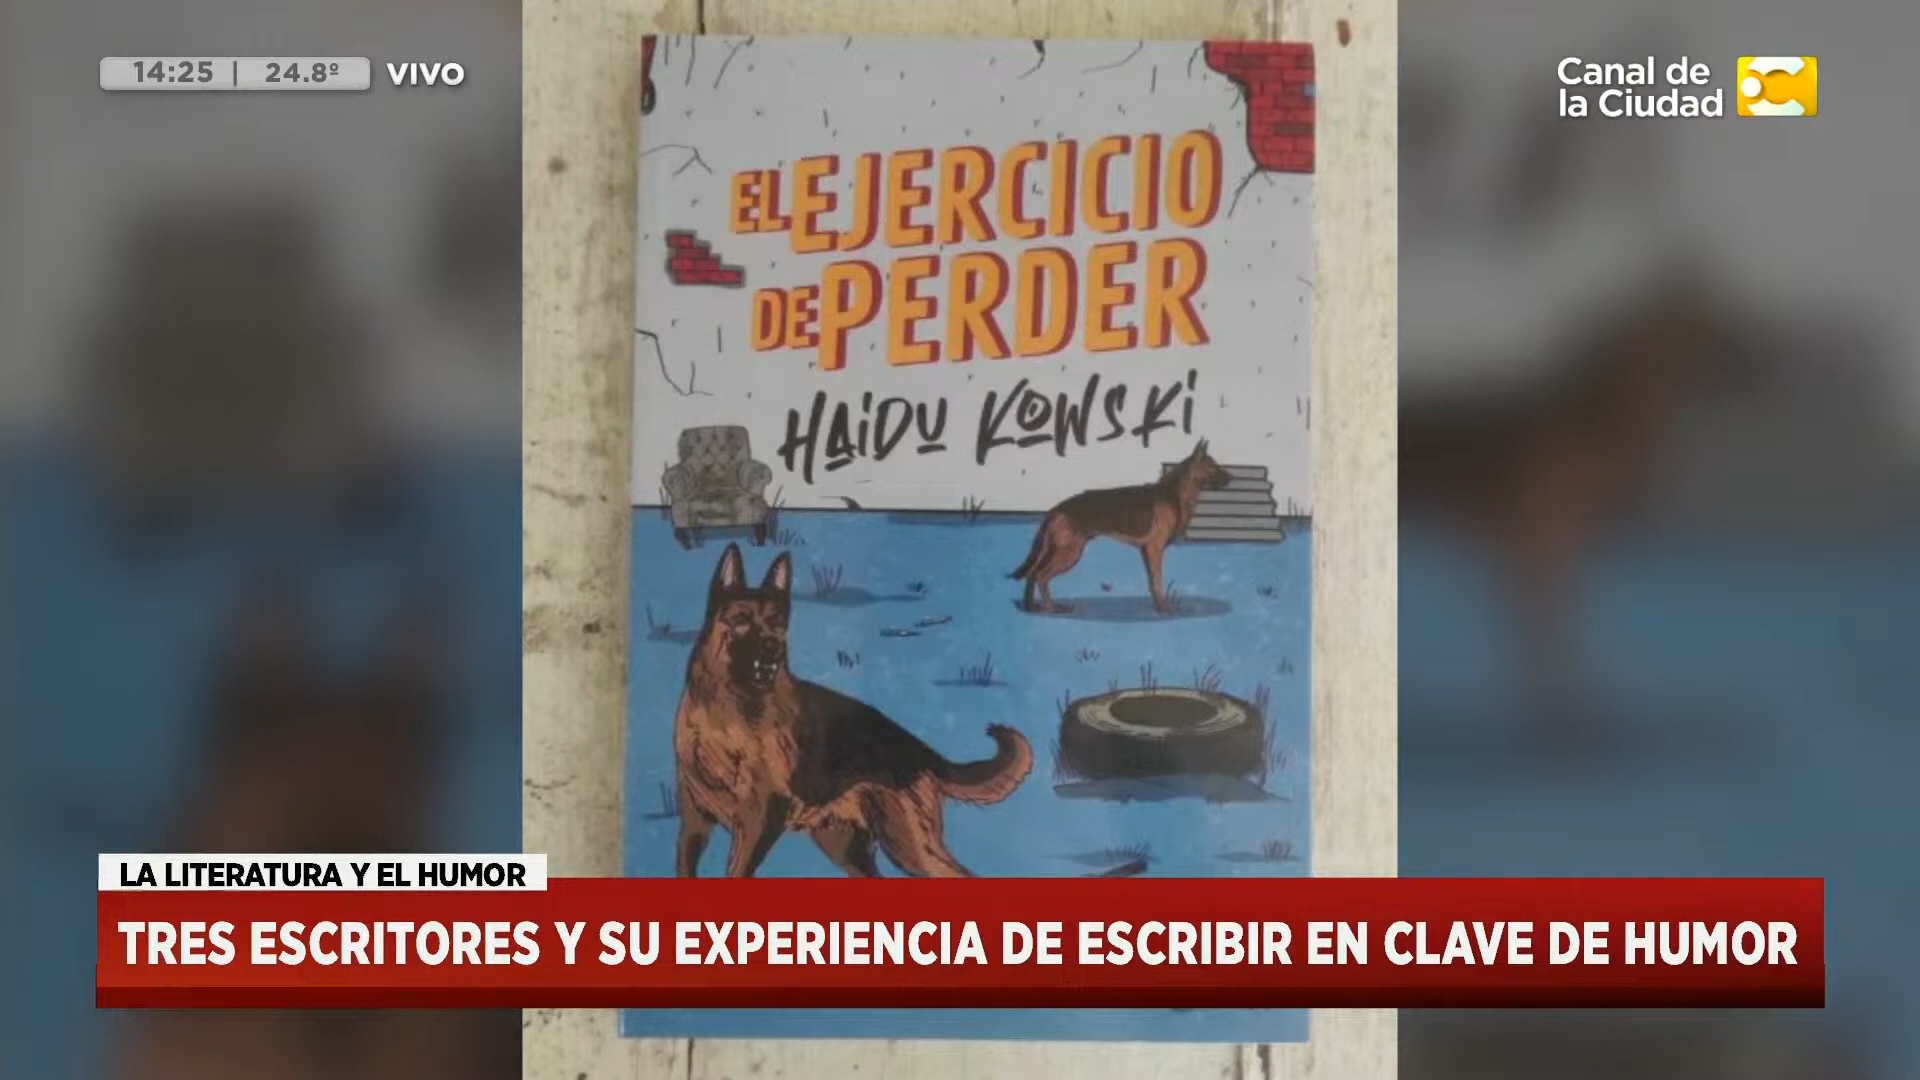 14:25 | 24.8º VIVO
Canal de
la Ciudad
EL EJERCICIO
DE PERDER
HAiDU KOWSKi
LA LITERATURA Y EL HUMOR
TRES ESCRITORES Y SU EXPERIENCIA DE ESCRIBIR EN CLAVE DE HUMOR